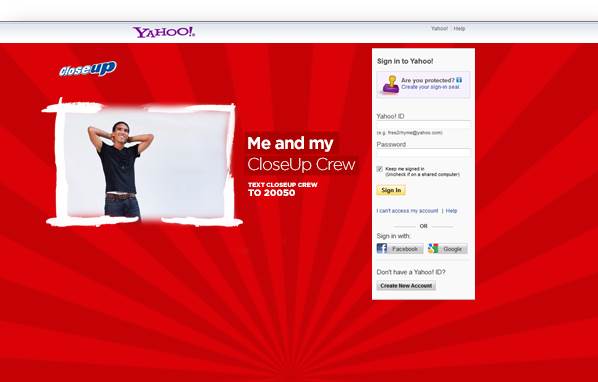 YAHOO!
Yahoo! | Help
Closeup
Me and my
CloseUp Crew
TEXT CLOSEUP CREW
TO 20050
Sign in to Yahoo!
Are you protected?
Create your sign-in seal.
Yahoo! ID
(e.g. free2rhyme@yahoo.com)
Password
Keep me signed in
(Uncheck if on a shared computer)
Sign In
I can't access my account | Help
OR
Sign in with:
Facebook
Google
Don't have a Yahoo! ID?
Create New Account